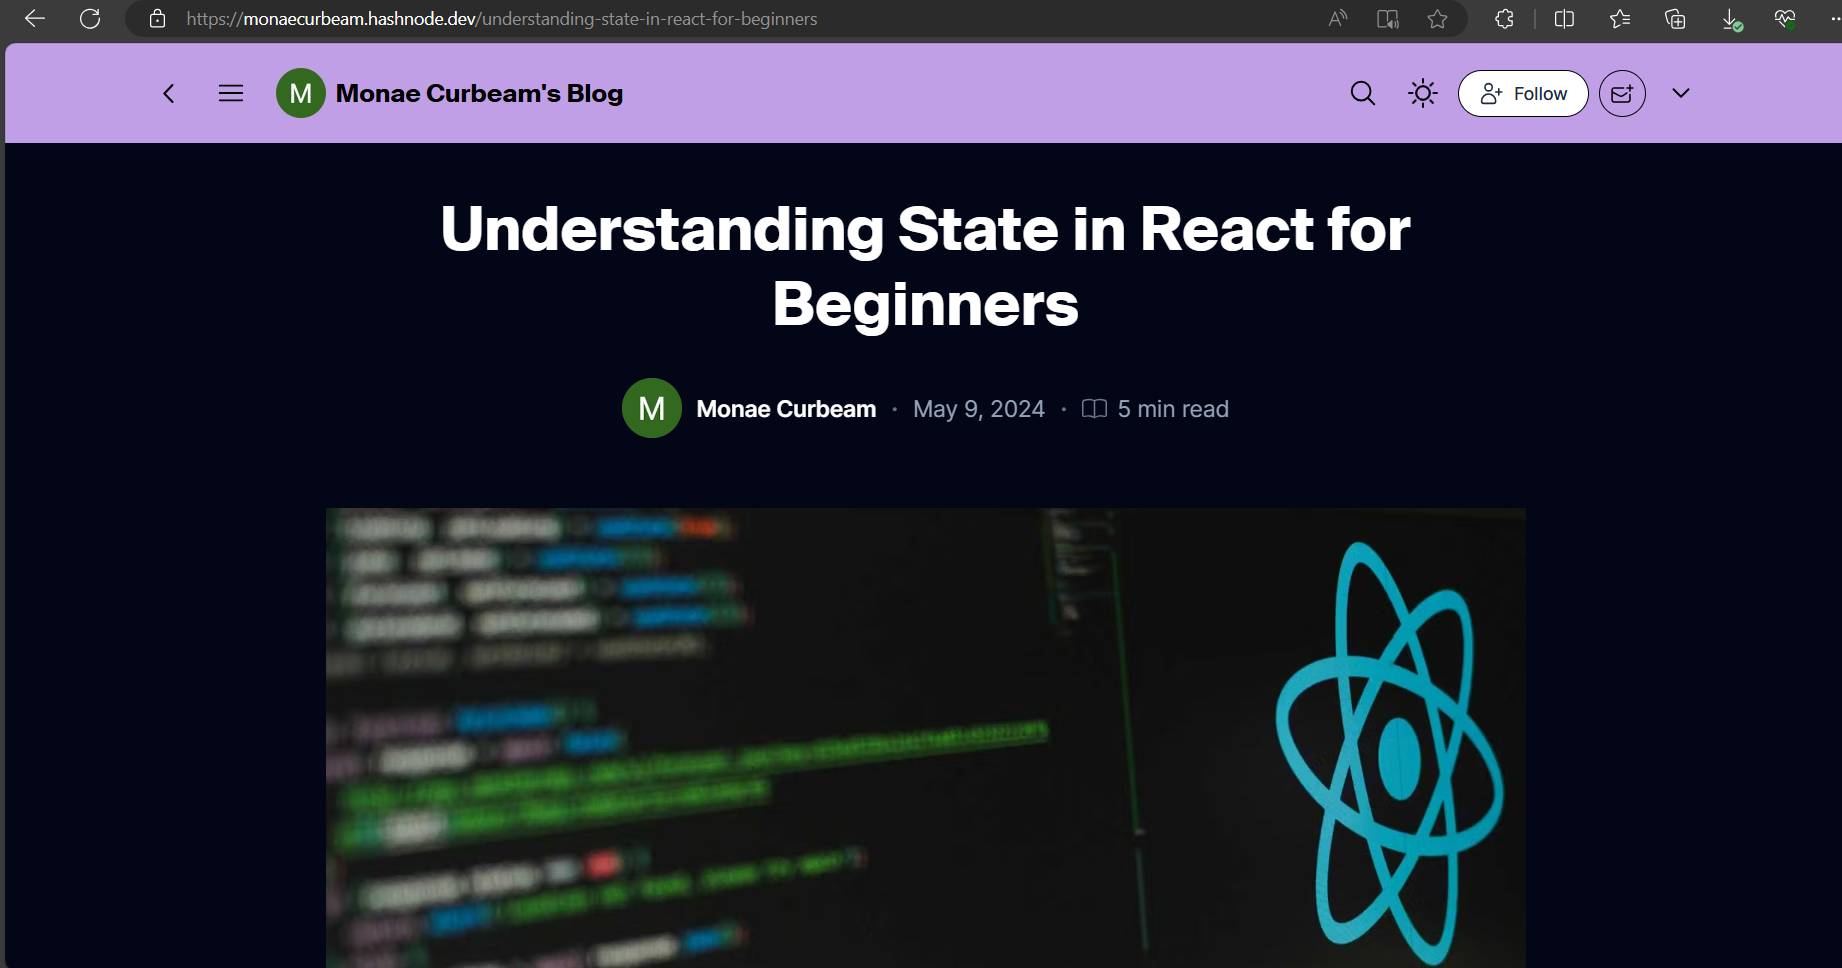 https://monaecurbeam.hashnode.dev/understanding-state-in-react-for-beginners
M Monae Curbeam's Blog
Follow
Understanding State in React for
Beginners
M Monae Curbeam · May 9, 2024 · 5 min read